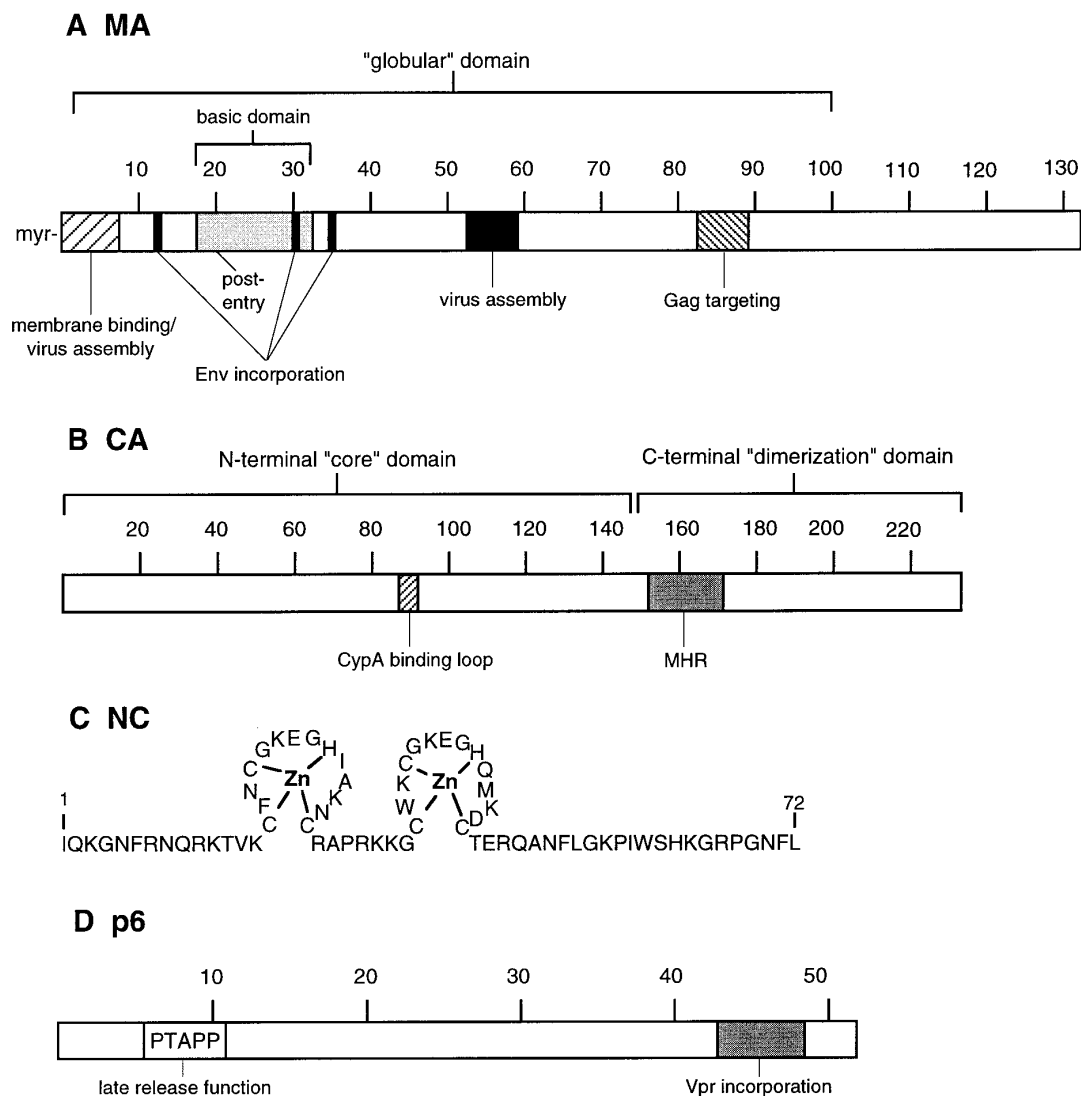 A MA
"globular" domain
basic domain
10 20 30 40 50 60 70 80 90 100 110 120 130
myr-
post-
entry
virus assembly
Gag targeting
membrane binding/
virus assembly
Env incorporation
B CA
N-terminal "core" domain
C-terminal "dimerization" domain
20 40 60 80 100 120 140 160 180 200 220
CypA binding loop
MHR
C NC
1
IQKGNFRNQRKTVK
CFNCGKEGHIAKNC
Zn
RAPRKKG
CWKCGKEGHQMKDC
Zn
TERQANFLGKPIWSHKGRPGNFL
72
D p6
10 20 30 40 50
PTAPP
late release function
Vpr incorporation